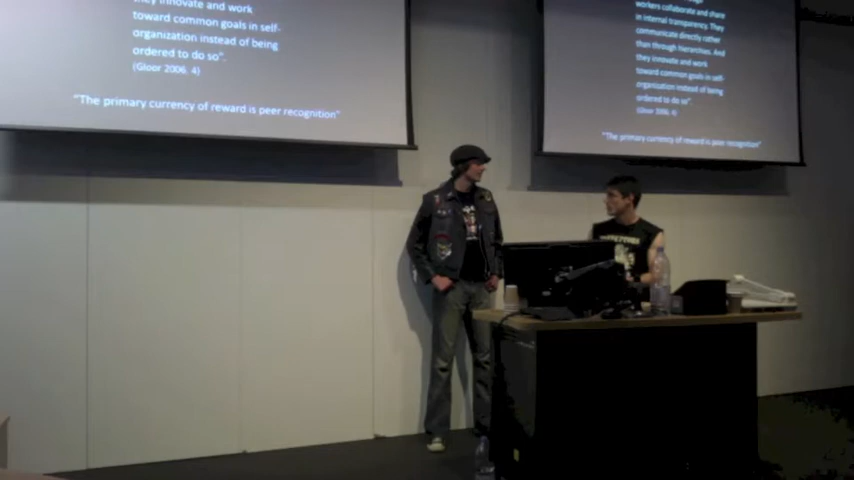 they innovate and work
toward common goals in self-
organization instead of being
ordered to do so".
(Gloor 2006, 4)
"The primary currency of reward is peer recognition"
workers collaborate and share
in internal transparency. They
communicate directly rather
than through hierarchies. And
they innovate and work
toward common goals in self-
organization instead of being
ordered to do so".
(Gloor 2006, 4)
"The primary currency of reward is peer recognition"